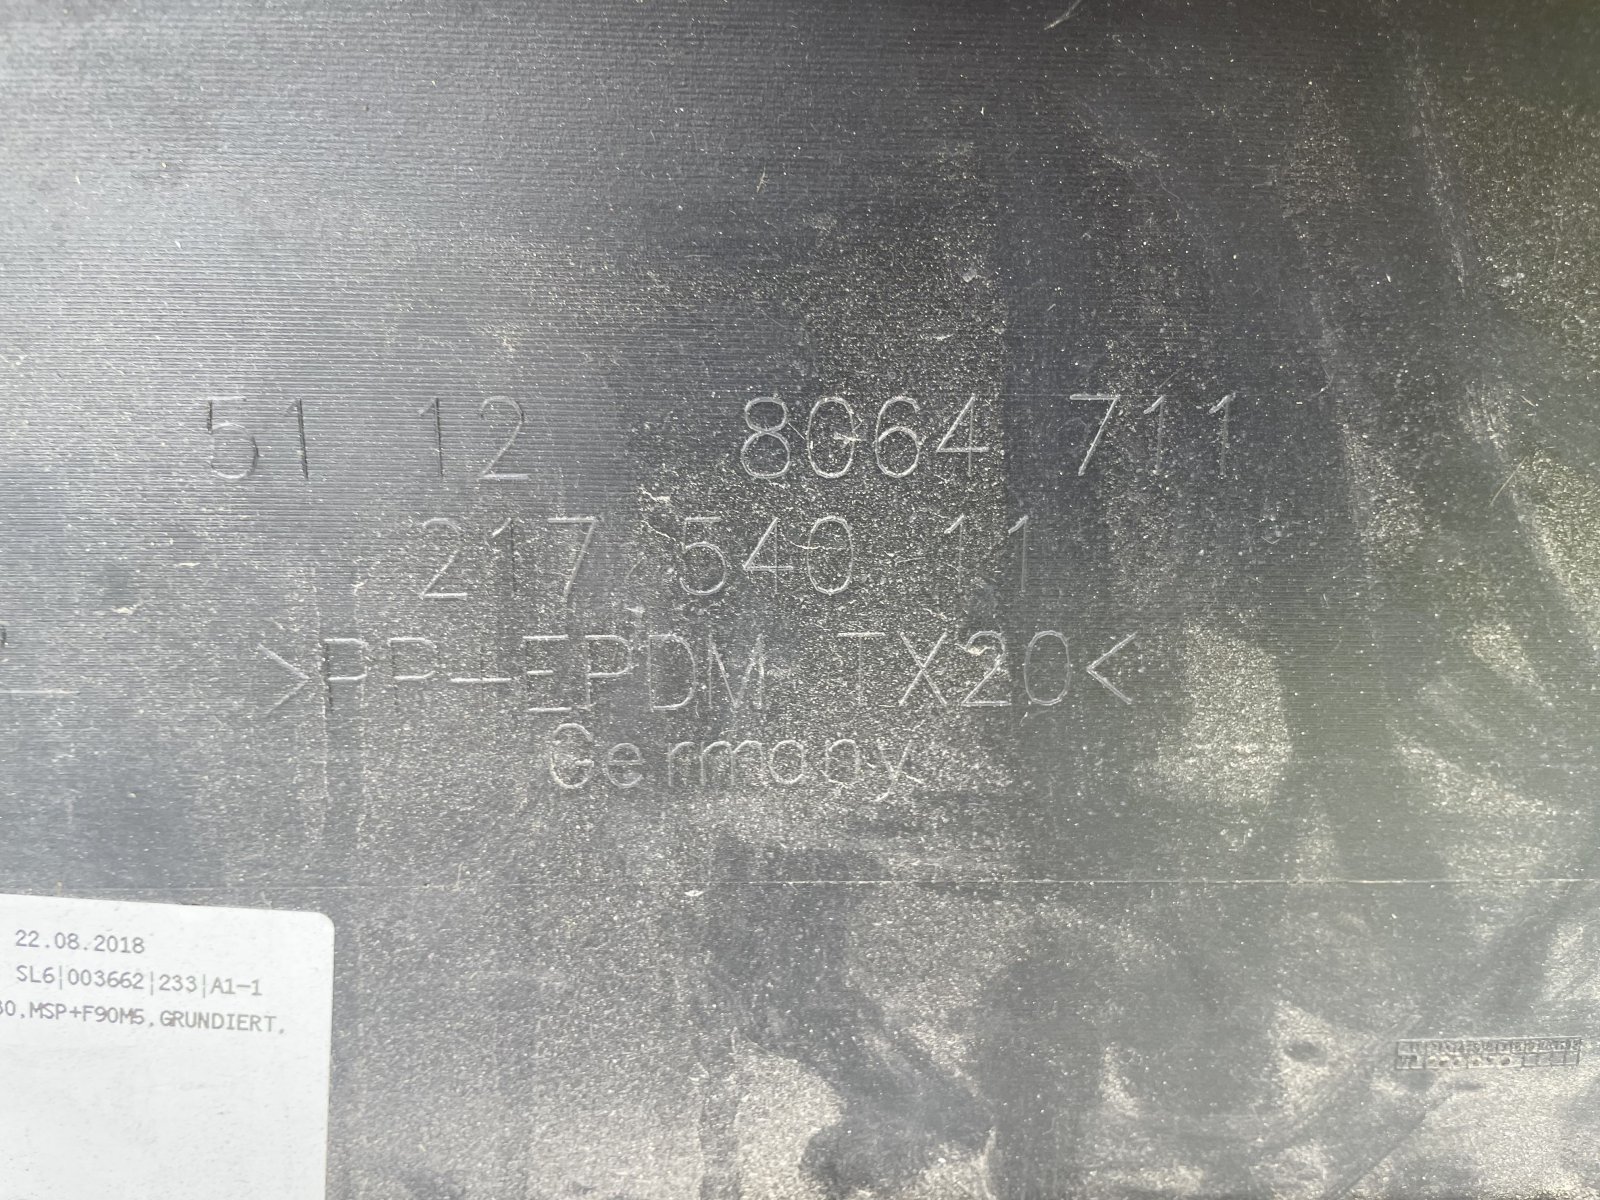 51 12 8064 711
217 540 11
>PP+EPDM TX20<
Germany
22.08.2018
SL6|003662|233|A1-1
30.MSP+F90M5.GRUNDIERT.